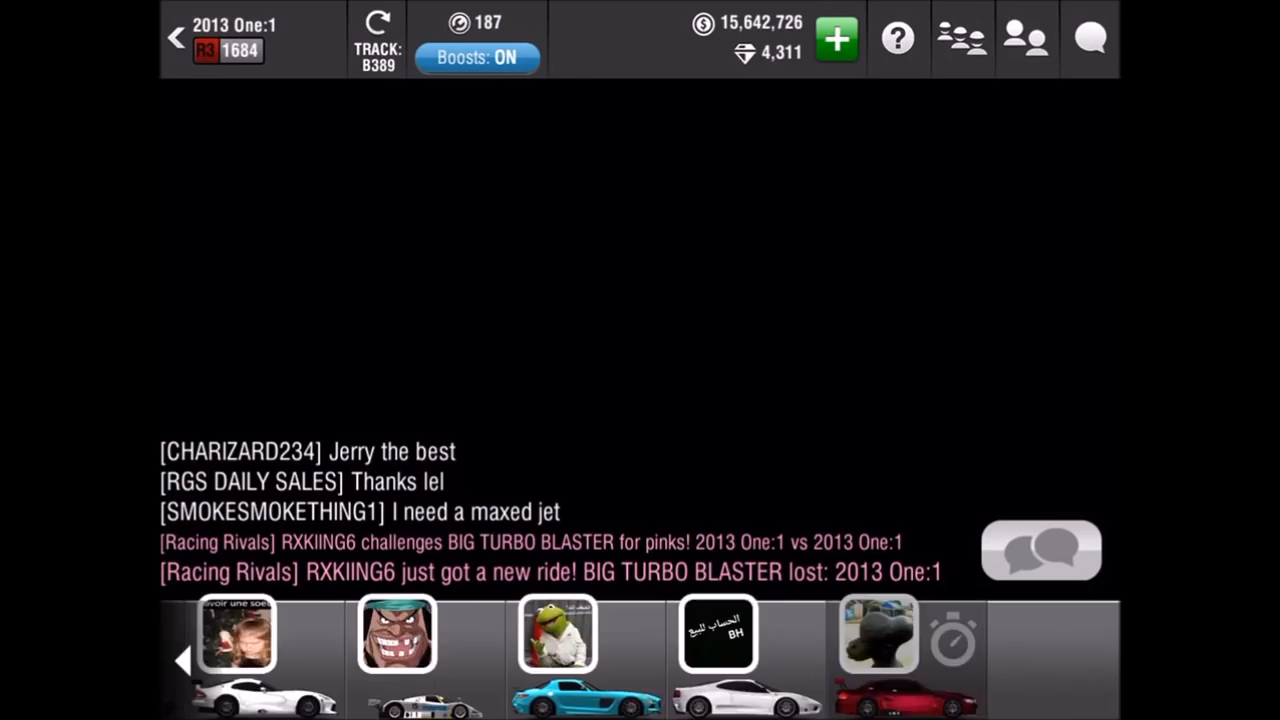 2013 One:1
R3 1684
TRACK:
B389
187
Boosts: ON
15,642,726
4,311
[CHARIZARD234] Jerry the best
[RGS DAILY SALES] Thanks lel
[SMOKESMOKETHING1] I need a maxed jet
[Racing Rivals] RXKIING6 challenges BIG TURBO BLASTER for pinks! 2013 One:1 vs 2013 One:1
[Racing Rivals] RXKIING6 just got a new ride! BIG TURBO BLASTER lost: 2013 One:1
avoir une soeu
الحساب للبيع
BH